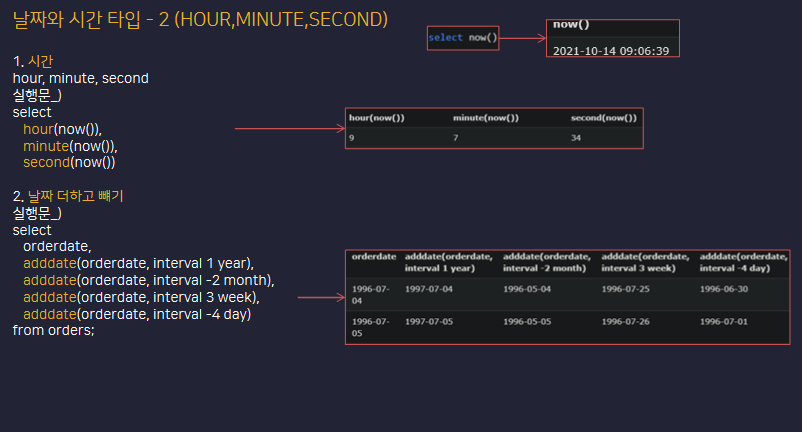 날짜와 시간 타입 - 2 (HOUR,MINUTE,SECOND)
select now()
now()
2021-10-14 09:06:39
1. 시간
hour, minute, second
실행문_)
select
hour(now()),
minute(now()),
second(now())
hour(now()) minute(now()) second(now())
9 7 34
2. 날짜 더하고 빼기
실행문_)
select
orderdate,
adddate(orderdate, interval 1 year),
adddate(orderdate, interval -2 month),
adddate(orderdate, interval 3 week),
adddate(orderdate, interval -4 day)
from orders;
orderdate adddate(orderdate, adddate(orderdate, adddate(orderdate, adddate(orderdate,
interval 1 year) interval -2 month) interval 3 week) interval -4 day)
1996-07- 1997-07-04 1996-05-04 1996-07-25 1996-06-30
04
1996-07- 1997-07-05 1996-05-05 1996-07-26 1996-07-01
05